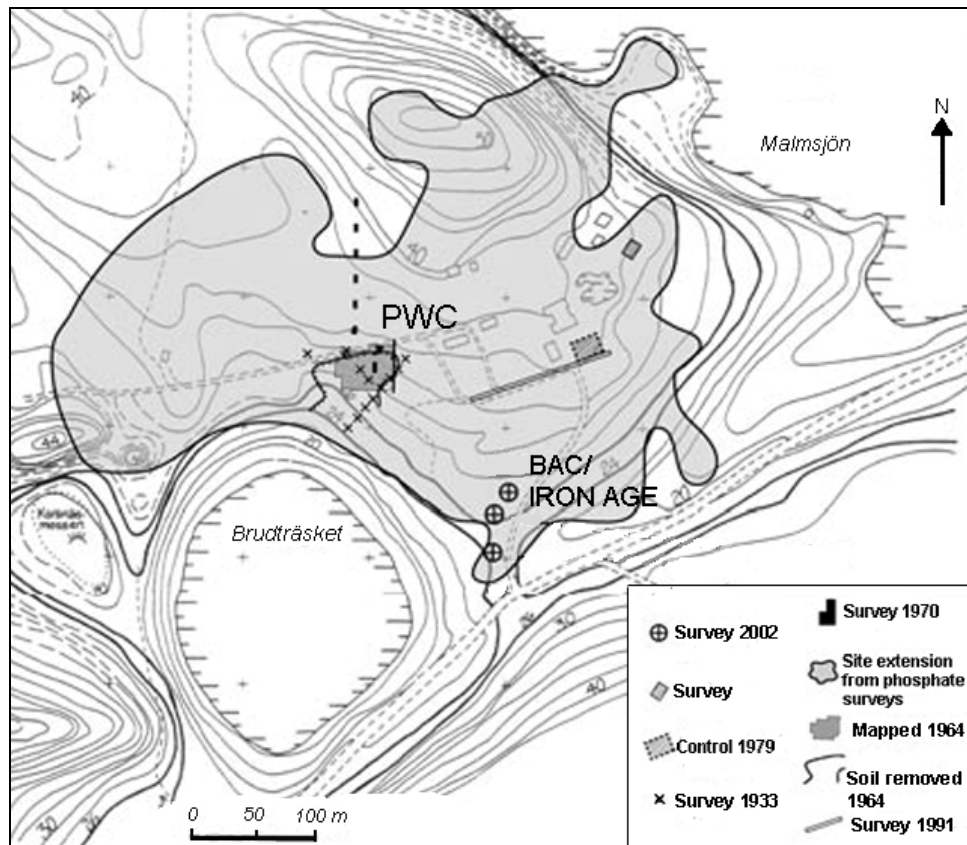 40
50
Malmsjön
N
40
PWC
44
24
20
BAC/
IRON AGE
24
20
Brudträsket
30
40
30
Survey 2002
Survey
Control 1979
Survey 1933
Survey 1970
Site extension
from phosphate
surveys
Mapped 1964
Soil removed
1964
Survey 1991
0 50 100 m